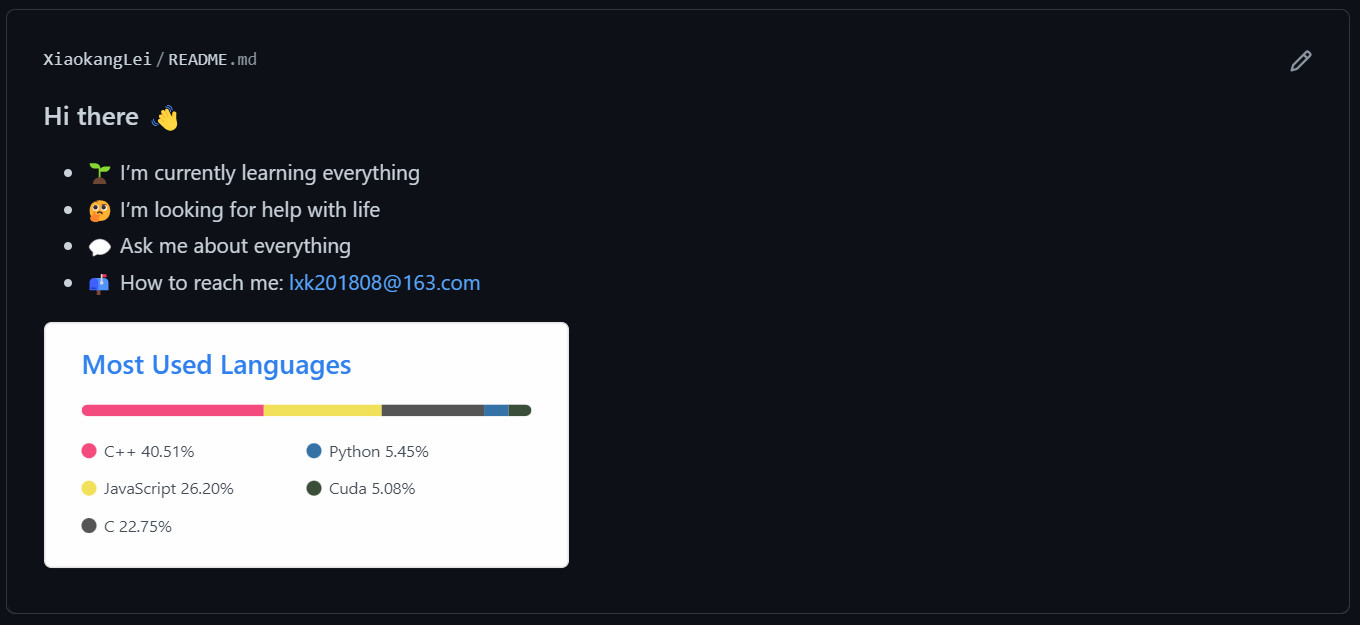 XiaokangLei/README.md
Hi there 👋
🌱 I’m currently learning everything
🤔 I’m looking for help with life
💬 Ask me about everything
📫 How to reach me: lxk201808@163.com
Most Used Languages
C++ 40.51%
JavaScript 26.20%
C 22.75%
Python 5.45%
Cuda 5.08%